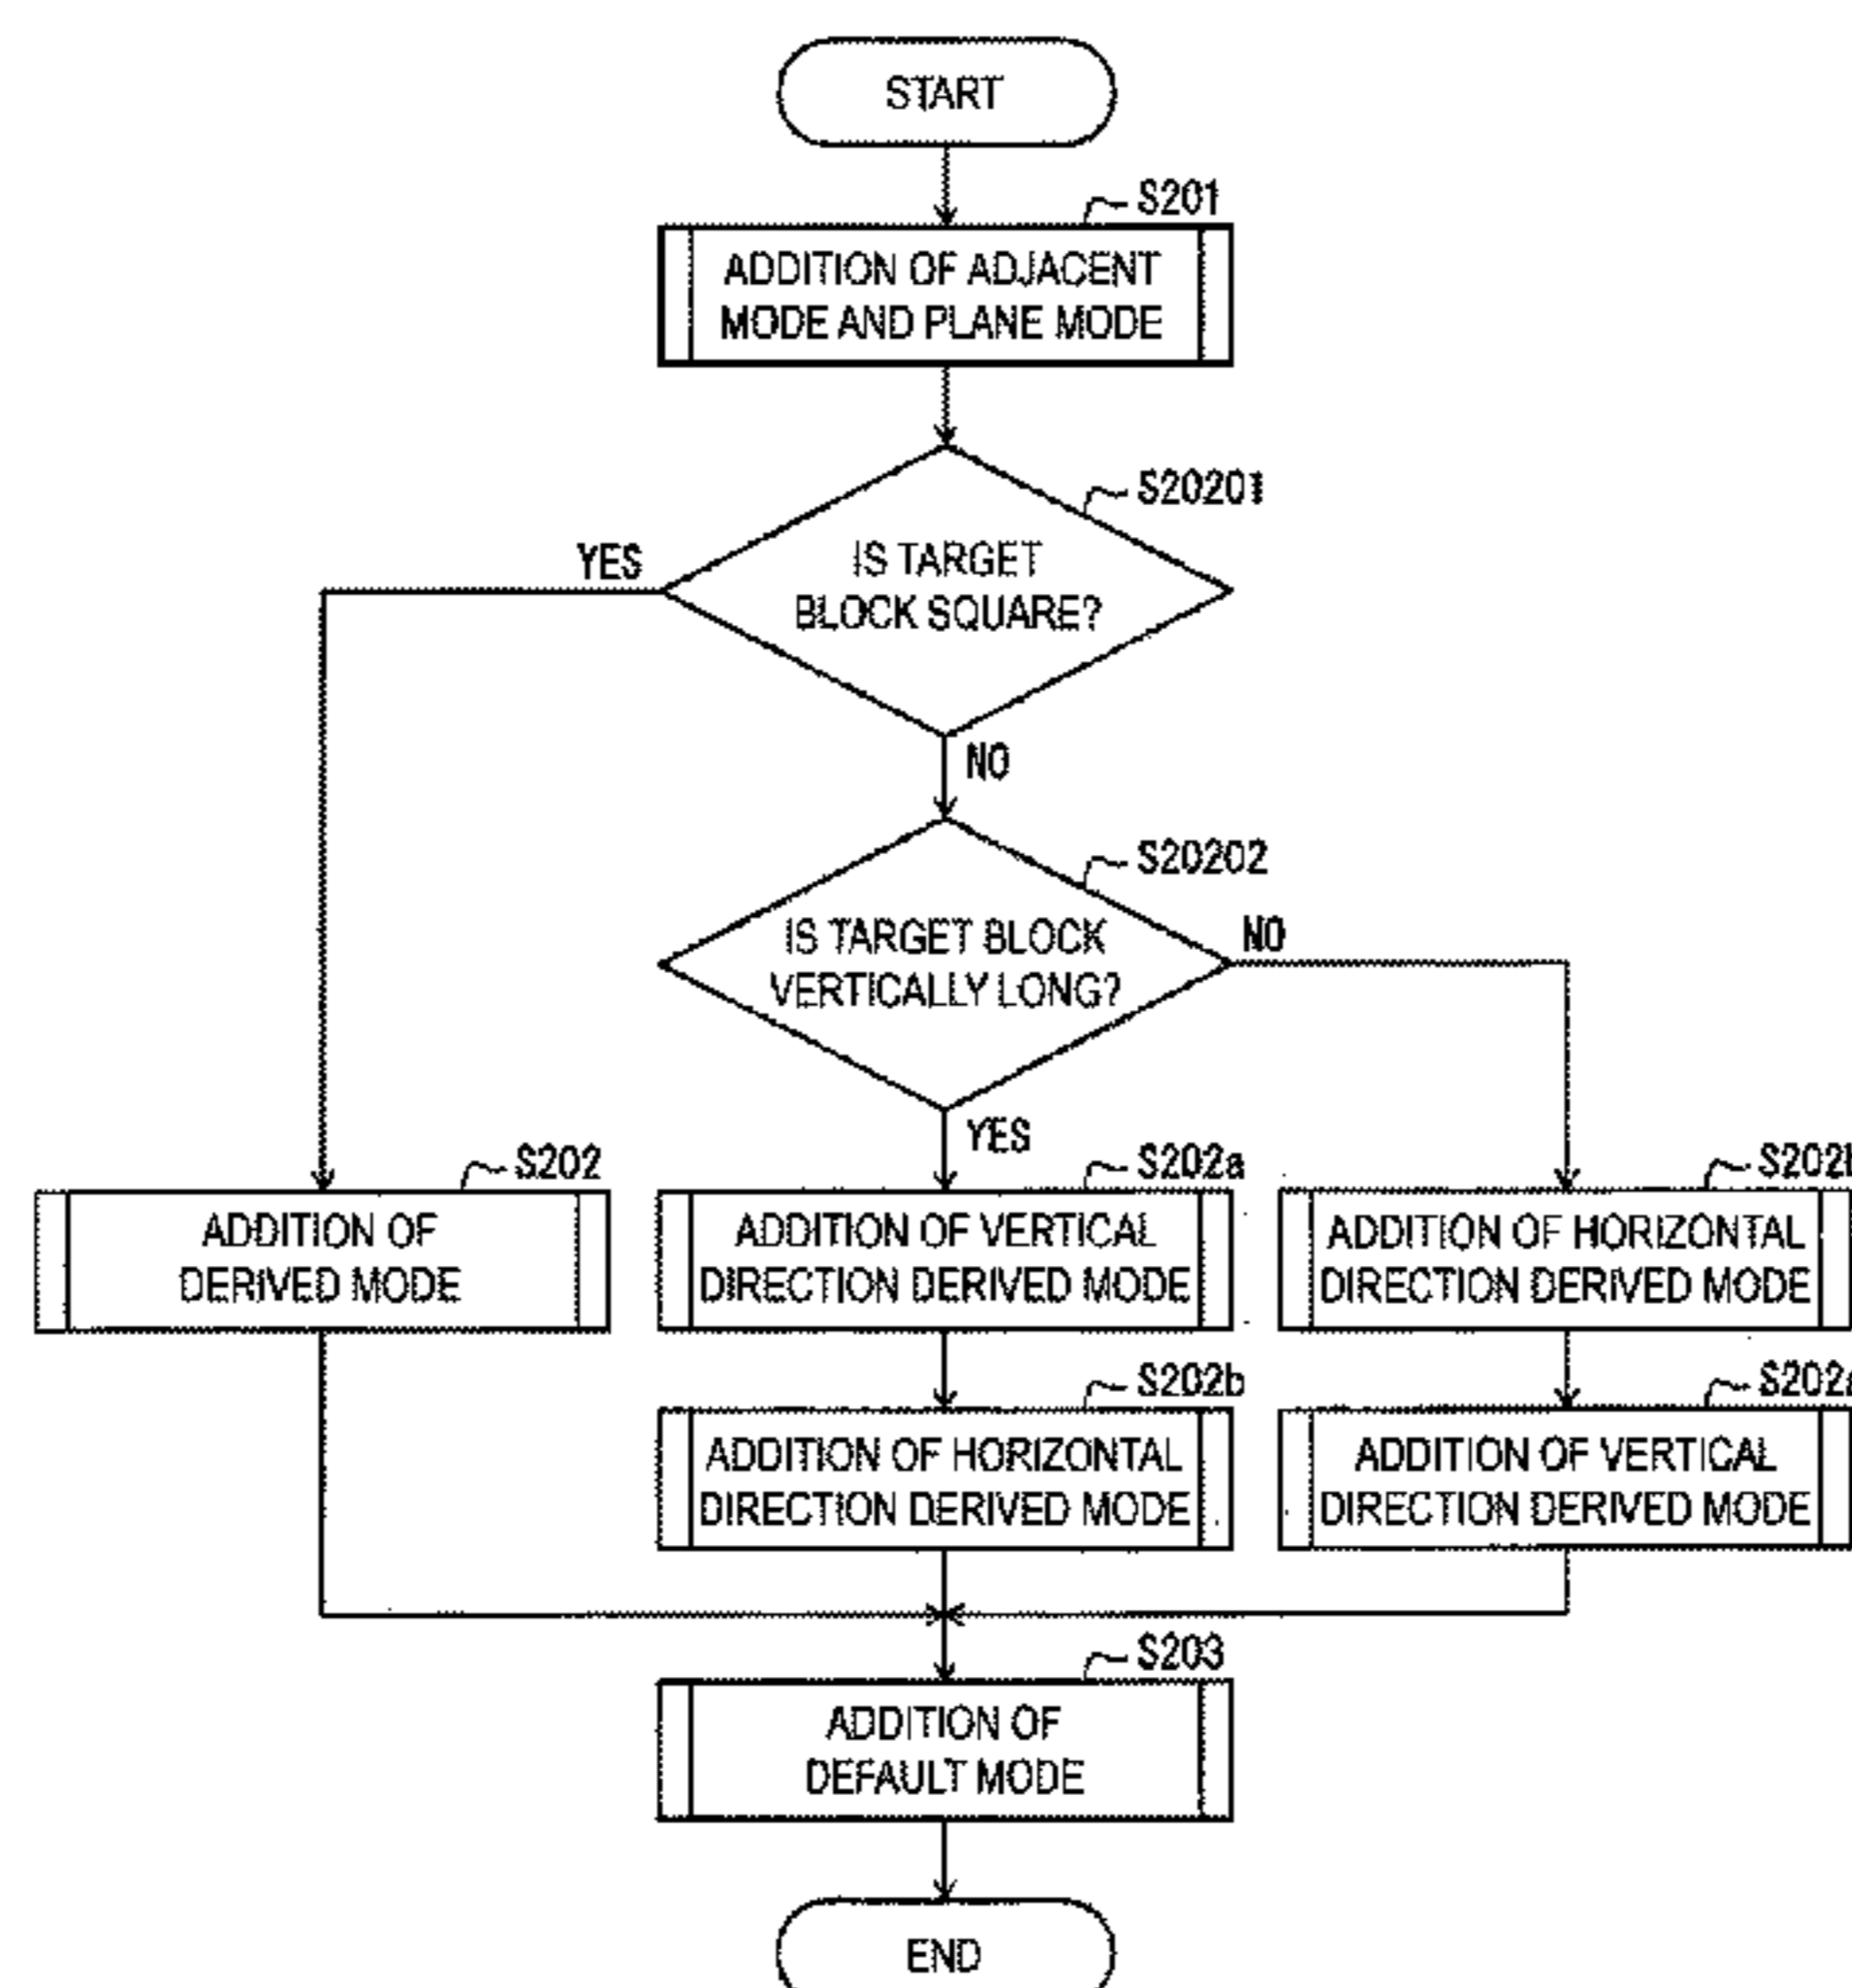 START
S201
ADDITION OF ADJACENT
MODE AND PLANE MODE
S20201
IS TARGET
BLOCK SQUARE?
YES
NO
S20202
IS TARGET BLOCK
VERTICALLY LONG?
NO
YES
S202
ADDITION OF
DERIVED MODE
S202a
ADDITION OF VERTICAL
DIRECTION DERIVED MODE
S202b
ADDITION OF HORIZONTAL
DIRECTION DERIVED MODE
S202b
ADDITION OF HORIZONTAL
DIRECTION DERIVED MODE
S202a
ADDITION OF VERTICAL
DIRECTION DERIVED MODE
S203
ADDITION OF
DEFAULT MODE
END